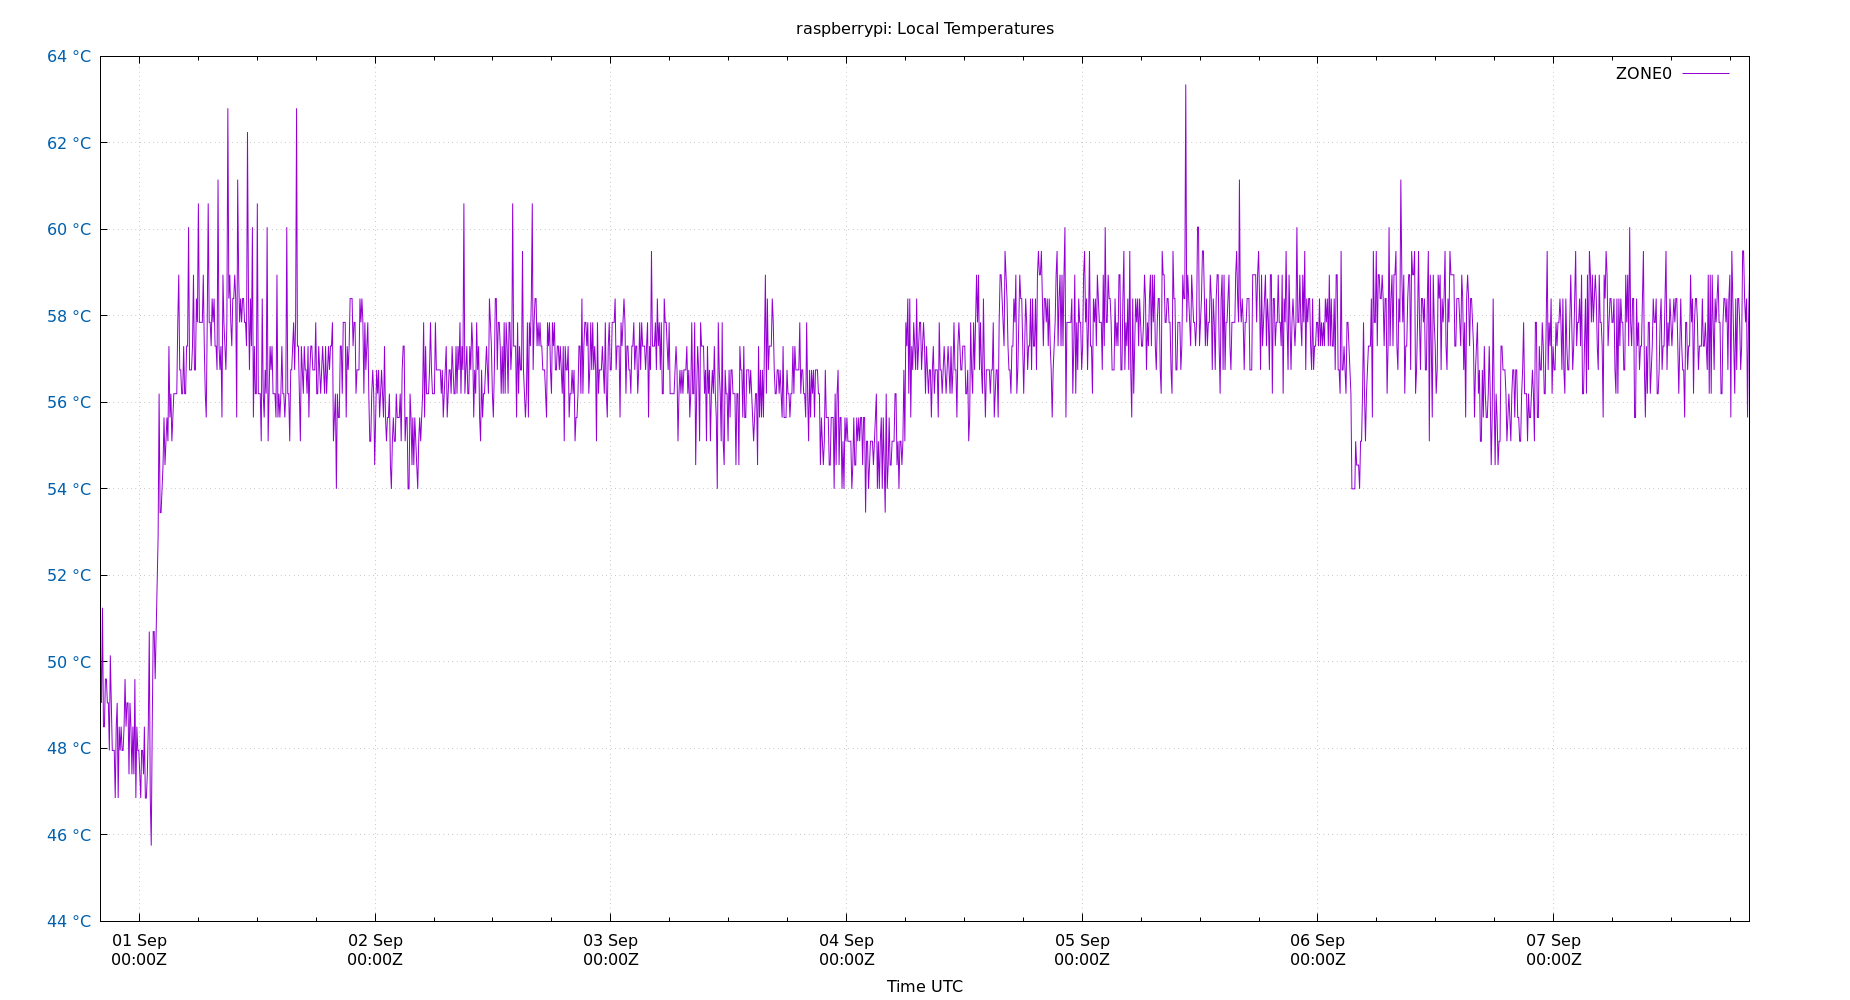 raspberrypi: Local Temperatures
64 °C
62 °C
60 °C
58 °C
56 °C
54 °C
52 °C
50 °C
48 °C
46 °C
44 °C
ZONE0
01 Sep
00:00Z
02 Sep
00:00Z
03 Sep
00:00Z
04 Sep
00:00Z
05 Sep
00:00Z
06 Sep
00:00Z
07 Sep
00:00Z
Time UTC